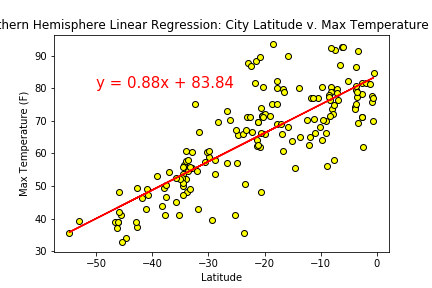 thern Hemisphere Linear Regression: City Latitude v. Max Temperature
y = 0.88x + 83.84
Max Temperature (F)
90
80
70
60
50
40
30
−50 −40 −30 −20 −10 0
Latitude